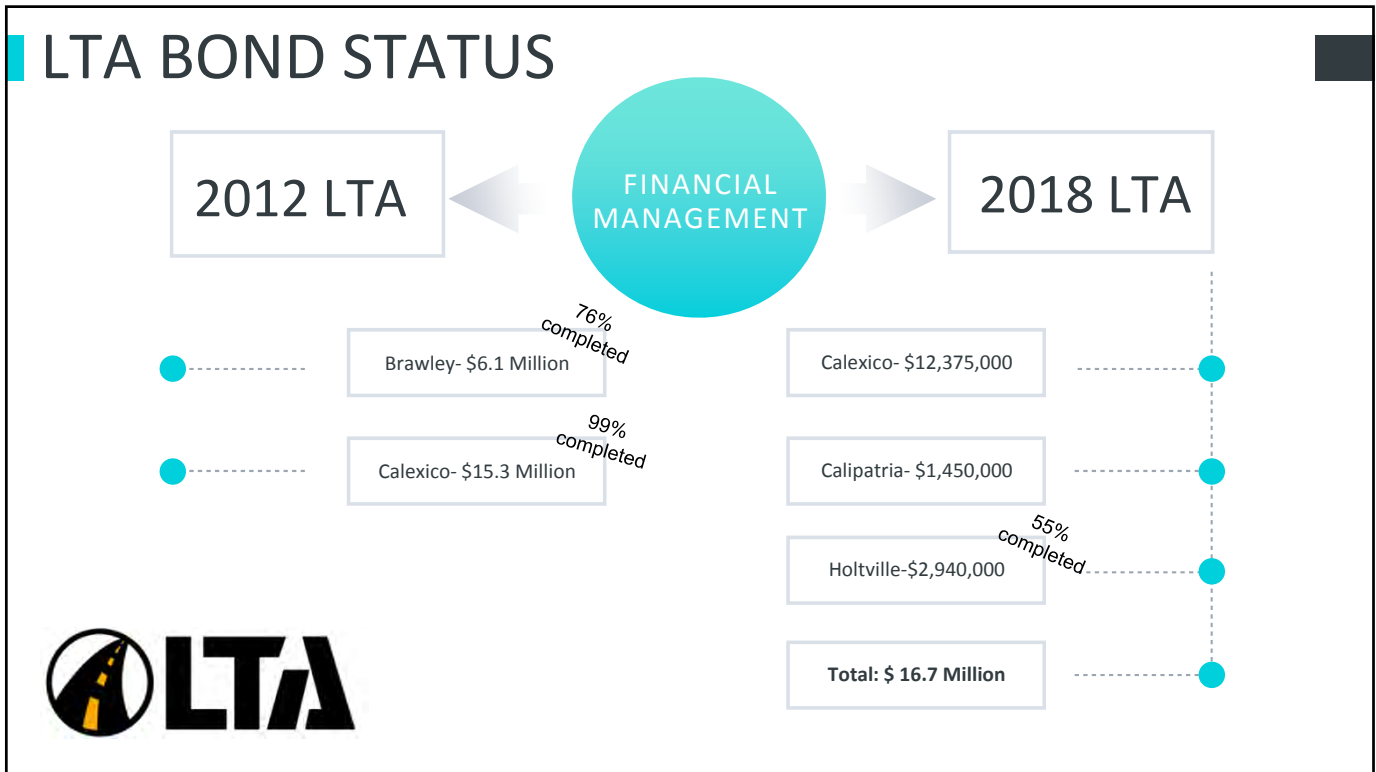 LTA BOND STATUS
2012 LTA
FINANCIAL
MANAGEMENT
2018 LTA
76%
completed
Brawley- $6.1 Million
99%
completed
Calexico- $15.3 Million
Calexico- $12,375,000
Calipatria- $1,450,000
55%
completed
Holtville-$2,940,000
Total: $ 16.7 Million
LTA